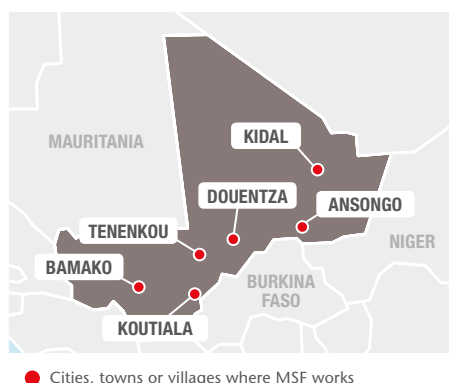 MAURITANIA
KIDAL
DOUENTZA
ANSONGO
TENENKOU
NIGER
BAMAKO
BURKINA
FASO
KOUTIALA
Cities, towns or villages where MSF works